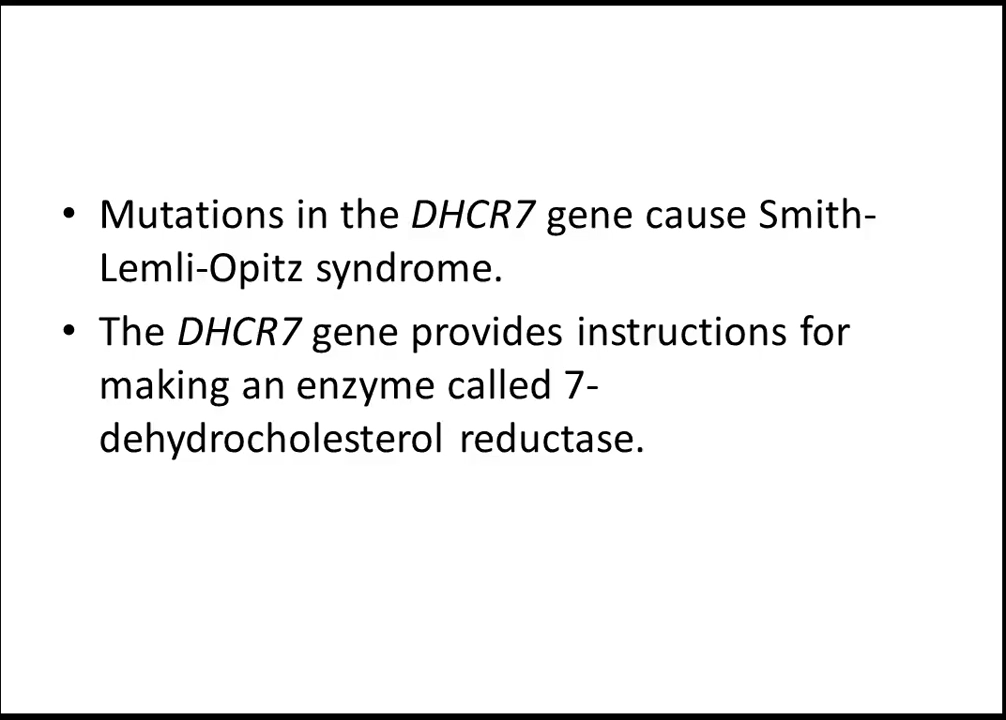 • Mutations in the DHCR7 gene cause Smith-
Lemli-Opitz syndrome.
• The DHCR7 gene provides instructions for
making an enzyme called 7-
dehydrocholesterol reductase.